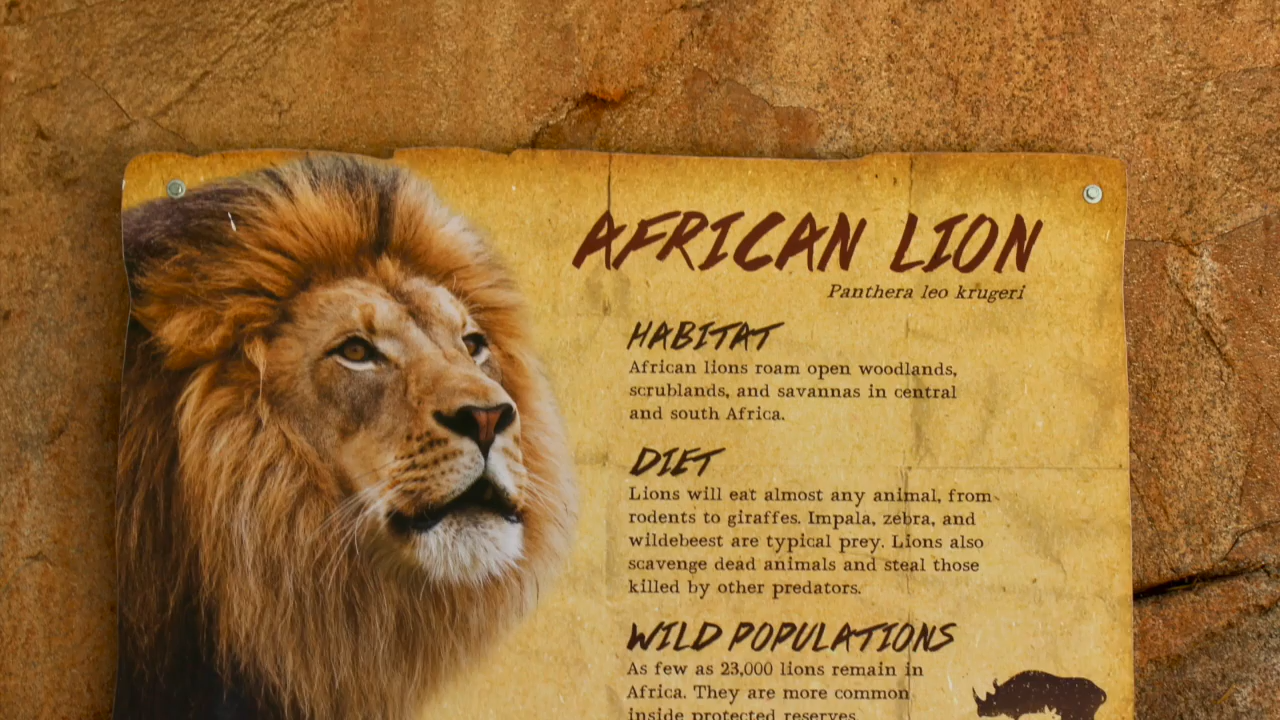 AFRICAN LION
Panthera leo krugeri
HABITAT
African lions roam open woodlands,
scrublands, and savannas in central
and south Africa.
DIET
Lions will eat almost any animal, from
rodents to giraffes. Impala, zebra, and
wildebeest are typical prey. Lions also
scavenge dead animals and steal those
killed by other predators.
WILD POPULATIONS
As few as 23,000 lions remain in
Africa. They are more common
inside protected reserves.